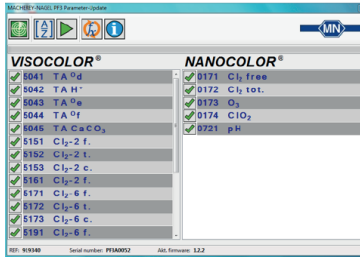 MACHEREY-NAGEL PF3 Parameter-Update
MN
VISOCOLOR®
5041 TA °d
5042 TA H⁺
5043 TA °e
5044 TA °f
5045 TA CaCO₃
5151 Cl₂-2 f.
5152 Cl₂-2 t.
5153 Cl₂-2 c.
5161 Cl₂-2 f.
5171 Cl₂-6 f.
5172 Cl₂-6 t.
5173 Cl₂-6 c.
5191 Cl₂-6 f.
NANOCOLOR®
0171 Cl₂ free
0172 Cl₂ tot.
0173 O₃
0174 ClO₂
0721 pH
REF: 919340 Serial number: PF3A0052 Akt. firmware: 1.2.2